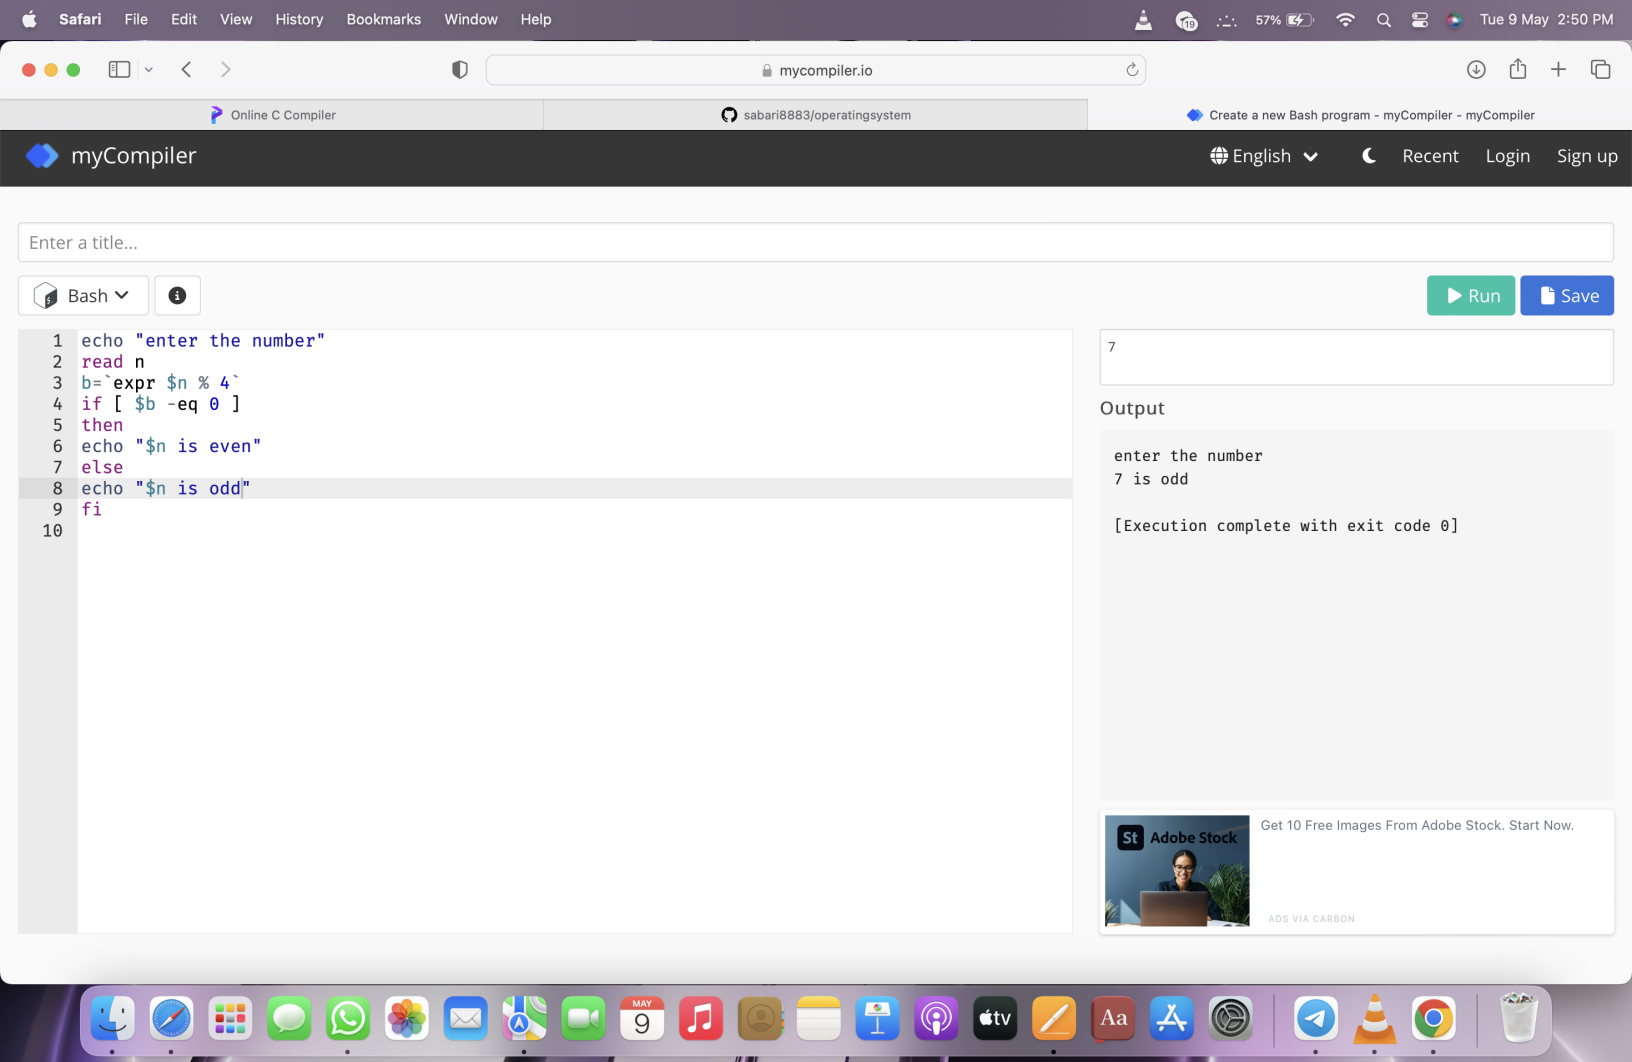 Safari File Edit View History Bookmarks Window Help 19 57% Tue 9 May 2:50 PM
mycompiler.io
Online C Compiler sabari8883/operatingsystem Create a new Bash program - myCompiler - myCompiler
myCompiler English Recent Login Sign up
Enter a title...
Bash Run Save
1 echo "enter the number"
2 read n
3 b=`expr $n % 4`
4 if [ $b -eq 0 ]
5 then
6 echo "$n is even"
7 else
8 echo "$n is odd"
9 fi
10
7
Output
enter the number
7 is odd
[Execution complete with exit code 0]
St Adobe Stock
Get 10 Free Images From Adobe Stock. Start Now.
ADS VIA CARBON
MAY
9
tv
Aa